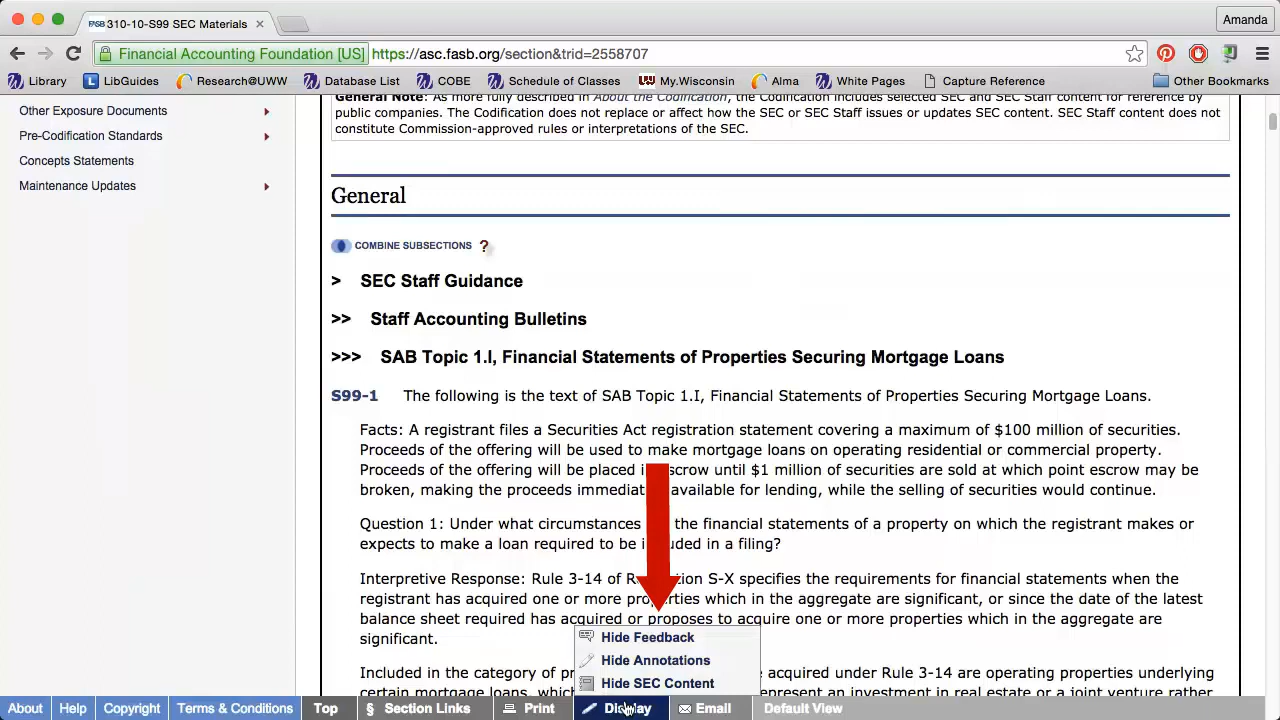 310-10-S99 SEC Materials
Amanda
Financial Accounting Foundation [US] https://asc.fasb.org/section&trid=2558707
Library LibGuides Research@UWW Database List COBE Schedule of Classes My.Wisconsin Alma White Pages Capture Reference Other Bookmarks
Other Exposure Documents
Pre-Codification Standards
Concepts Statements
Maintenance Updates
General Note: As more fully described in About the Codification, the Codification includes selected SEC and SEC Staff content for reference by
public companies. The Codification does not replace or affect how the SEC or SEC Staff issues or updates SEC content. SEC Staff content does not
constitute Commission-approved rules or interpretations of the SEC.
General
COMBINE SUBSECTIONS ?
> SEC Staff Guidance
>> Staff Accounting Bulletins
>>> SAB Topic 1.I, Financial Statements of Properties Securing Mortgage Loans
S99-1 The following is the text of SAB Topic 1.I, Financial Statements of Properties Securing Mortgage Loans.
Facts: A registrant files a Securities Act registration statement covering a maximum of $100 million of securities.
Proceeds of the offering will be used to make mortgage loans on operating residential or commercial property.
Proceeds of the offering will be placed escrow until $1 million of securities are sold at which point escrow may be
broken, making the proceeds available for lending, while the selling of securities would continue.
Question 1: Under what circumstances the financial statements of a property on which the registrant makes or
expects to make a loan required to be in a filing?
Interpretive Response: Rule 3-14 of S-X specifies the requirements for financial statements when the
registrant has acquired one or more properties which in the aggregate are significant, or since the date of the latest
balance sheet required has acquired or proposes to acquire one or more properties which in the aggregate are
significant.
Included in the category of acquired under Rule 3-14 are operating properties underlying
certain mortgage loans, represent an investment in real estate or a joint venture rather
Hide Feedback
Hide Annotations
Hide SEC Content
About Help Copyright Terms & Conditions Top § Section Links Print Display Email Default View